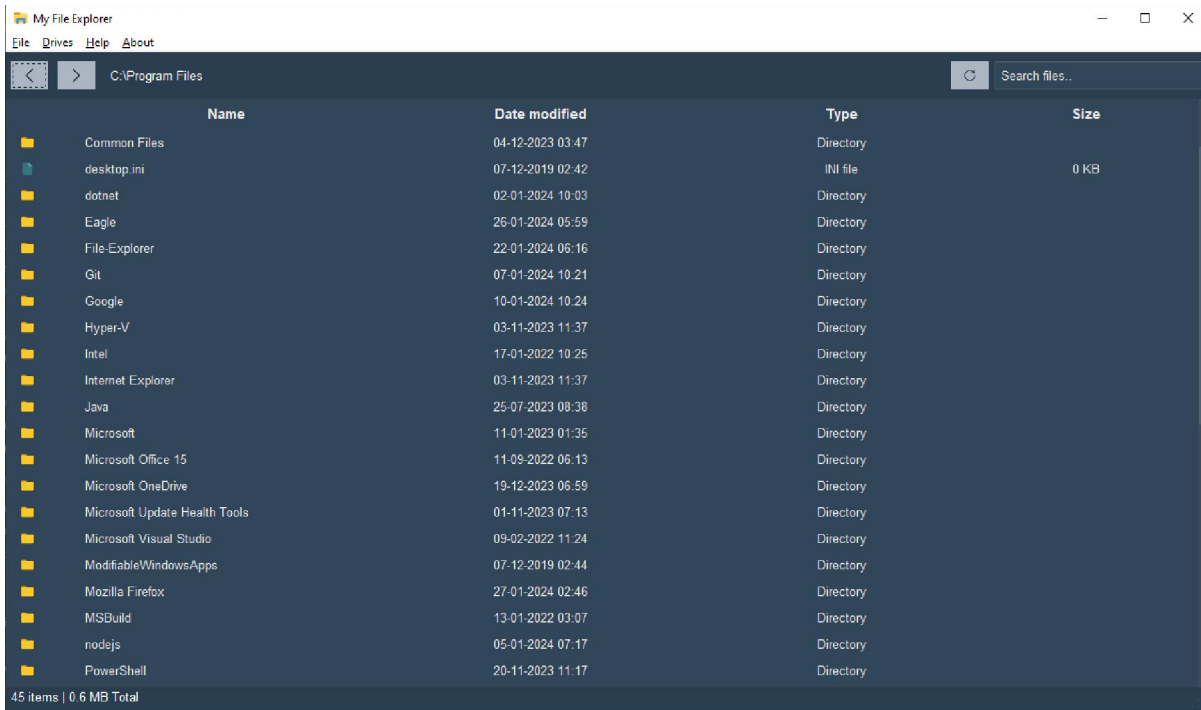 My File Explorer
File Drives Help About
C:\Program Files Search files..
Name Date modified Type Size
Common Files 04-12-2023 03:47 Directory
desktop.ini 07-12-2019 02:42 INI file 0 KB
dotnet 02-01-2024 10:03 Directory
Eagle 26-01-2024 05:59 Directory
File-Explorer 22-01-2024 06:16 Directory
Git 07-01-2024 10:21 Directory
Google 10-01-2024 10:24 Directory
Hyper-V 03-11-2023 11:37 Directory
Intel 17-01-2022 10:25 Directory
Internet Explorer 03-11-2023 11:37 Directory
Java 25-07-2023 08:38 Directory
Microsoft 11-01-2023 01:35 Directory
Microsoft Office 15 11-09-2022 06:13 Directory
Microsoft OneDrive 19-12-2023 06:59 Directory
Microsoft Update Health Tools 01-11-2023 07:13 Directory
Microsoft Visual Studio 09-02-2022 11:24 Directory
ModifiableWindowsApps 07-12-2019 02:44 Directory
Mozilla Firefox 27-01-2024 02:46 Directory
MSBuild 13-01-2022 03:07 Directory
nodejs 05-01-2024 07:17 Directory
PowerShell 20-11-2023 11:17 Directory
45 items | 0.6 MB Total